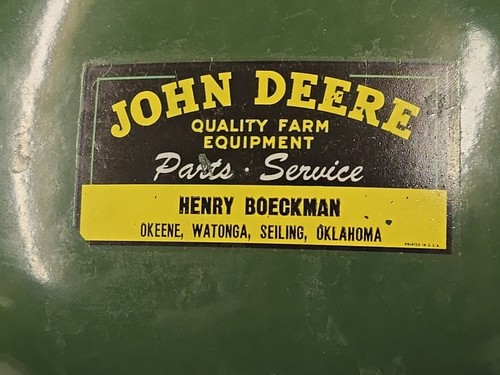 JOHN DEERE
QUALITY FARM
EQUIPMENT
Parts · Service
HENRY BOECKMAN
OKEENE, WATONGA, SEILING, OKLAHOMA
PRINTED IN U.S.A.